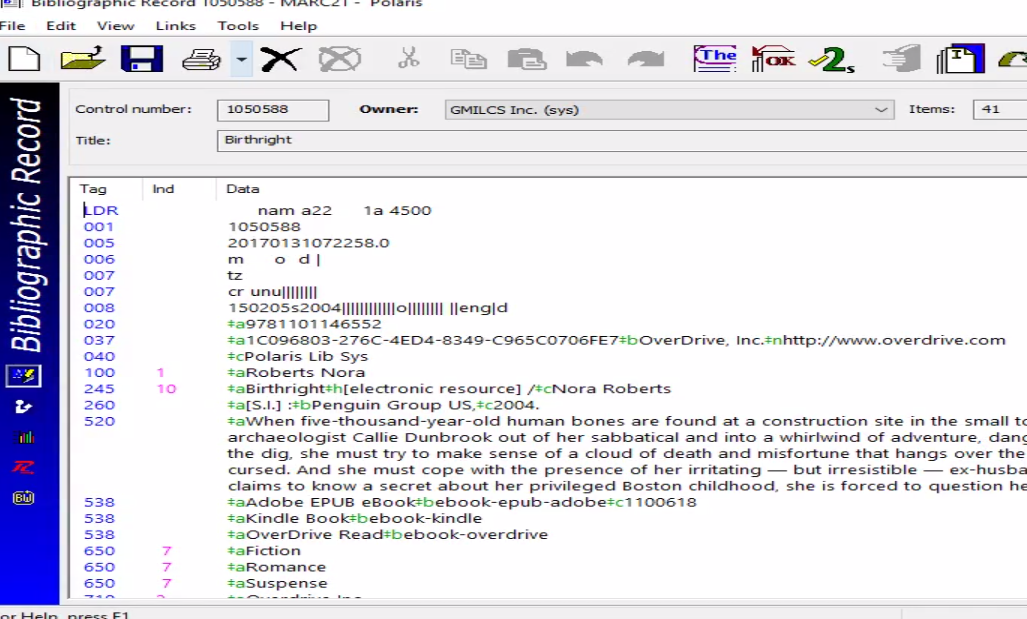 Bibliographic Record 1050588 - MARC21 - Polaris
File Edit View Links Tools Help
The
2s
Control number: 1050588 Owner: GMILCS Inc. (sys) Items: 41
Title: Birthright
Bibliographic Record
Tag Ind Data
LDR nam a22 1a 4500
001 1050588
005 20170131072258.0
006 m o d |
007 tz
007 cr unu||||||||
008 150205s2004||||||||||||o|||||||| ||eng|d
020 ‡a9781101146552
037 ‡a1C096803-276C-4ED4-8349-C965C0706FE7‡bOverDrive, Inc.‡nhttp://www.overdrive.com
040 ‡cPolaris Lib Sys
100 1 ‡aRoberts Nora
245 10 ‡aBirthright‡h[electronic resource] /‡cNora Roberts
260 ‡a[S.I.] :‡bPenguin Group US,‡c2004.
520 ‡aWhen five-thousand-year-old human bones are found at a construction site in the small to
archaeologist Callie Dunbrook out of her sabbatical and into a whirlwind of adventure, dang
the dig, she must try to make sense of a cloud of death and misfortune that hangs over the
cursed. And she must cope with the presence of her irritating — but irresistible — ex-husba
claims to know a secret about her privileged Boston childhood, she is forced to question he
538 ‡aAdobe EPUB eBook‡bebook-epub-adobe‡c1100618
538 ‡aKindle Book‡bebook-kindle
538 ‡aOverDrive Read‡bebook-overdrive
650 7 ‡aFiction
650 7 ‡aRomance
650 7 ‡aSuspense
710 2 ‡aOverdrive Inc
or Help, press F1